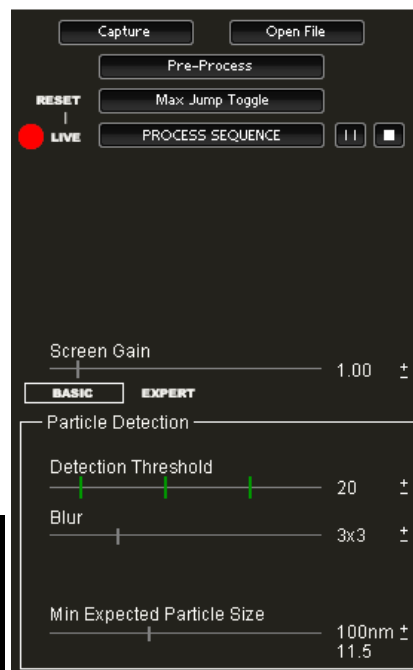 Capture Open File
Pre-Process
RESET Max Jump Toggle
LIVE PROCESS SEQUENCE
Screen Gain
1.00 ±
BASIC EXPERT
Particle Detection
Detection Threshold
20 ±
Blur
3x3 ±
Min Expected Particle Size
100nm ±
11.5